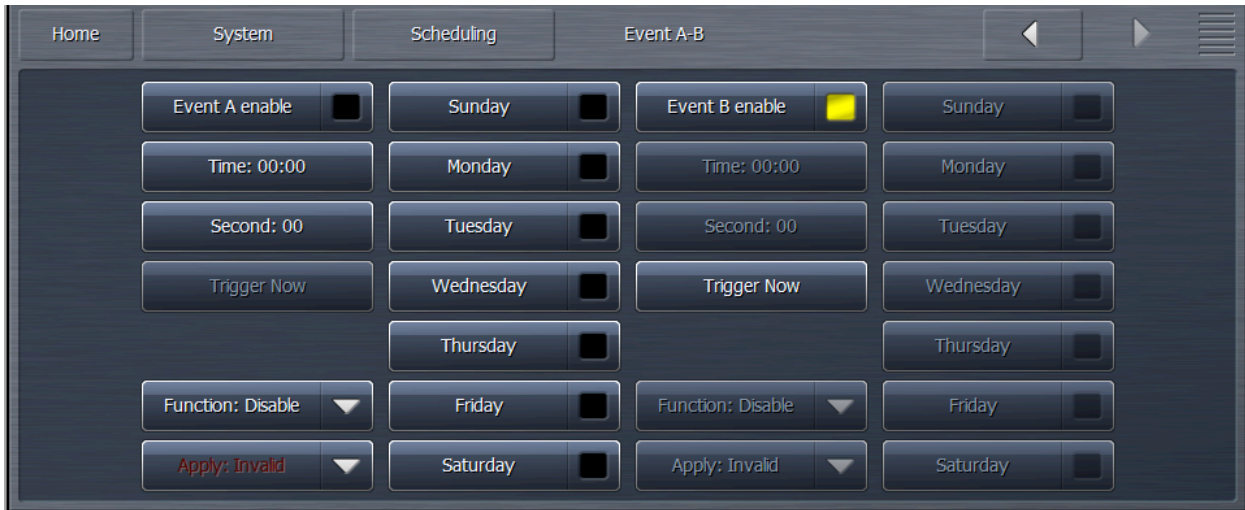 Home System Scheduling Event A-B
Event A enable Sunday Event B enable Sunday
Time: 00:00 Monday Time: 00:00 Monday
Second: 00 Tuesday Second: 00 Tuesday
Trigger Now Wednesday Trigger Now Wednesday
Thursday Thursday
Function: Disable Friday Function: Disable Friday
Apply: Invalid Saturday Apply: Invalid Saturday